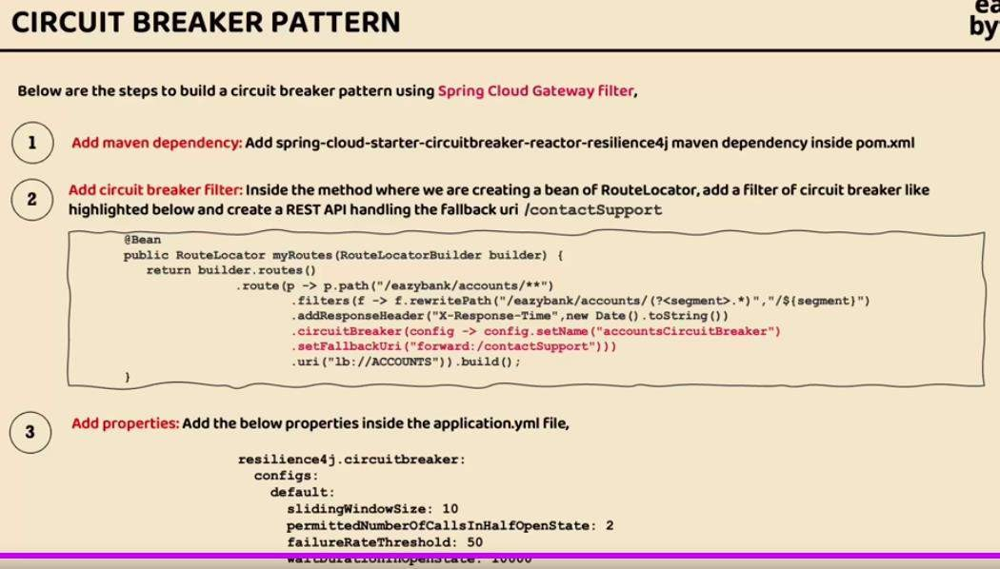 CIRCUIT BREAKER PATTERN
ea
by
Below are the steps to build a circuit breaker pattern using Spring Cloud Gateway filter,
1
Add maven dependency: Add spring-cloud-starter-circuitbreaker-reactor-resilience4j maven dependency inside pom.xml
2
Add circuit breaker filter: Inside the method where we are creating a bean of RouteLocator, add a filter of circuit breaker like
highlighted below and create a REST API handling the fallback uri /contactSupport
@Bean
public RouteLocator myRoutes(RouteLocatorBuilder builder) {
return builder.routes()
.route(p -> p.path("/eazybank/accounts/**")
.filters(f -> f.rewritePath("/eazybank/accounts/(?<segment>.*)","/${segment}")
.addResponseHeader("X-Response-Time",new Date().toString())
.circuitBreaker(config -> config.setName("accountsCircuitBreaker")
.setFallbackUri("forward:/contactSupport")))
.uri("lb://ACCOUNTS")).build();
}
3
Add properties: Add the below properties inside the application.yml file,
resilience4j.circuitbreaker:
configs:
default:
slidingWindowSize: 10
permittedNumberOfCallsInHalfOpenState: 2
failureRateThreshold: 50
waitDurationInOpenState: 10000